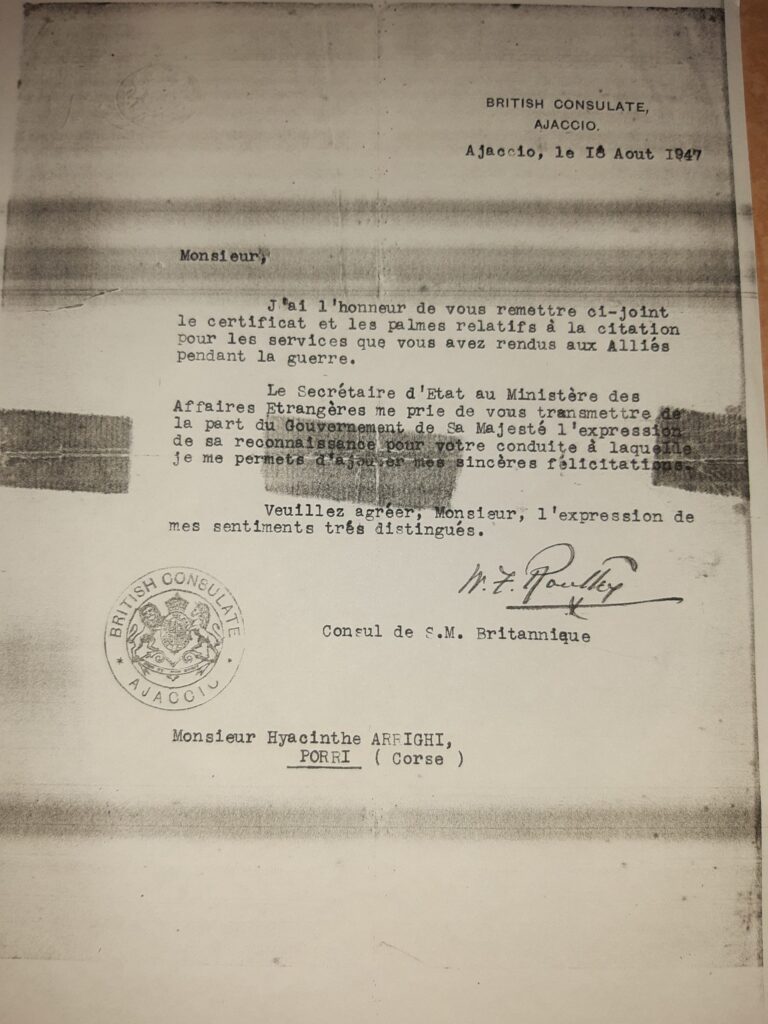 BRITISH CONSULATE,
AJACCIO.
Ajaccio, le 18 Aout 1947
Monsieur,
J'ai l'honneur de vous remettre ci-joint
le certificat et les palmes relatifs à la citation
pour les services que vous avez rendus aux Alliés
pendant la guerre.
Le Secrétaire d'Etat au Ministère des
Affaires Etrangères me prie de vous transmettre de
la part du Gouvernement de Sa Majesté l'expression
de sa reconnaissance pour votre conduite à laquelle
je me permets d'ajouter mes sincères félicitations.
Veuillez agréer, Monsieur, l'expression de
mes sentiments trés distingués.
W. F.
Consul de S.M. Britannique
BRITISH CONSULATE
* AJACCIO *
Monsieur Hyacinthe ARRIGHI,
PORRI ( Corse )